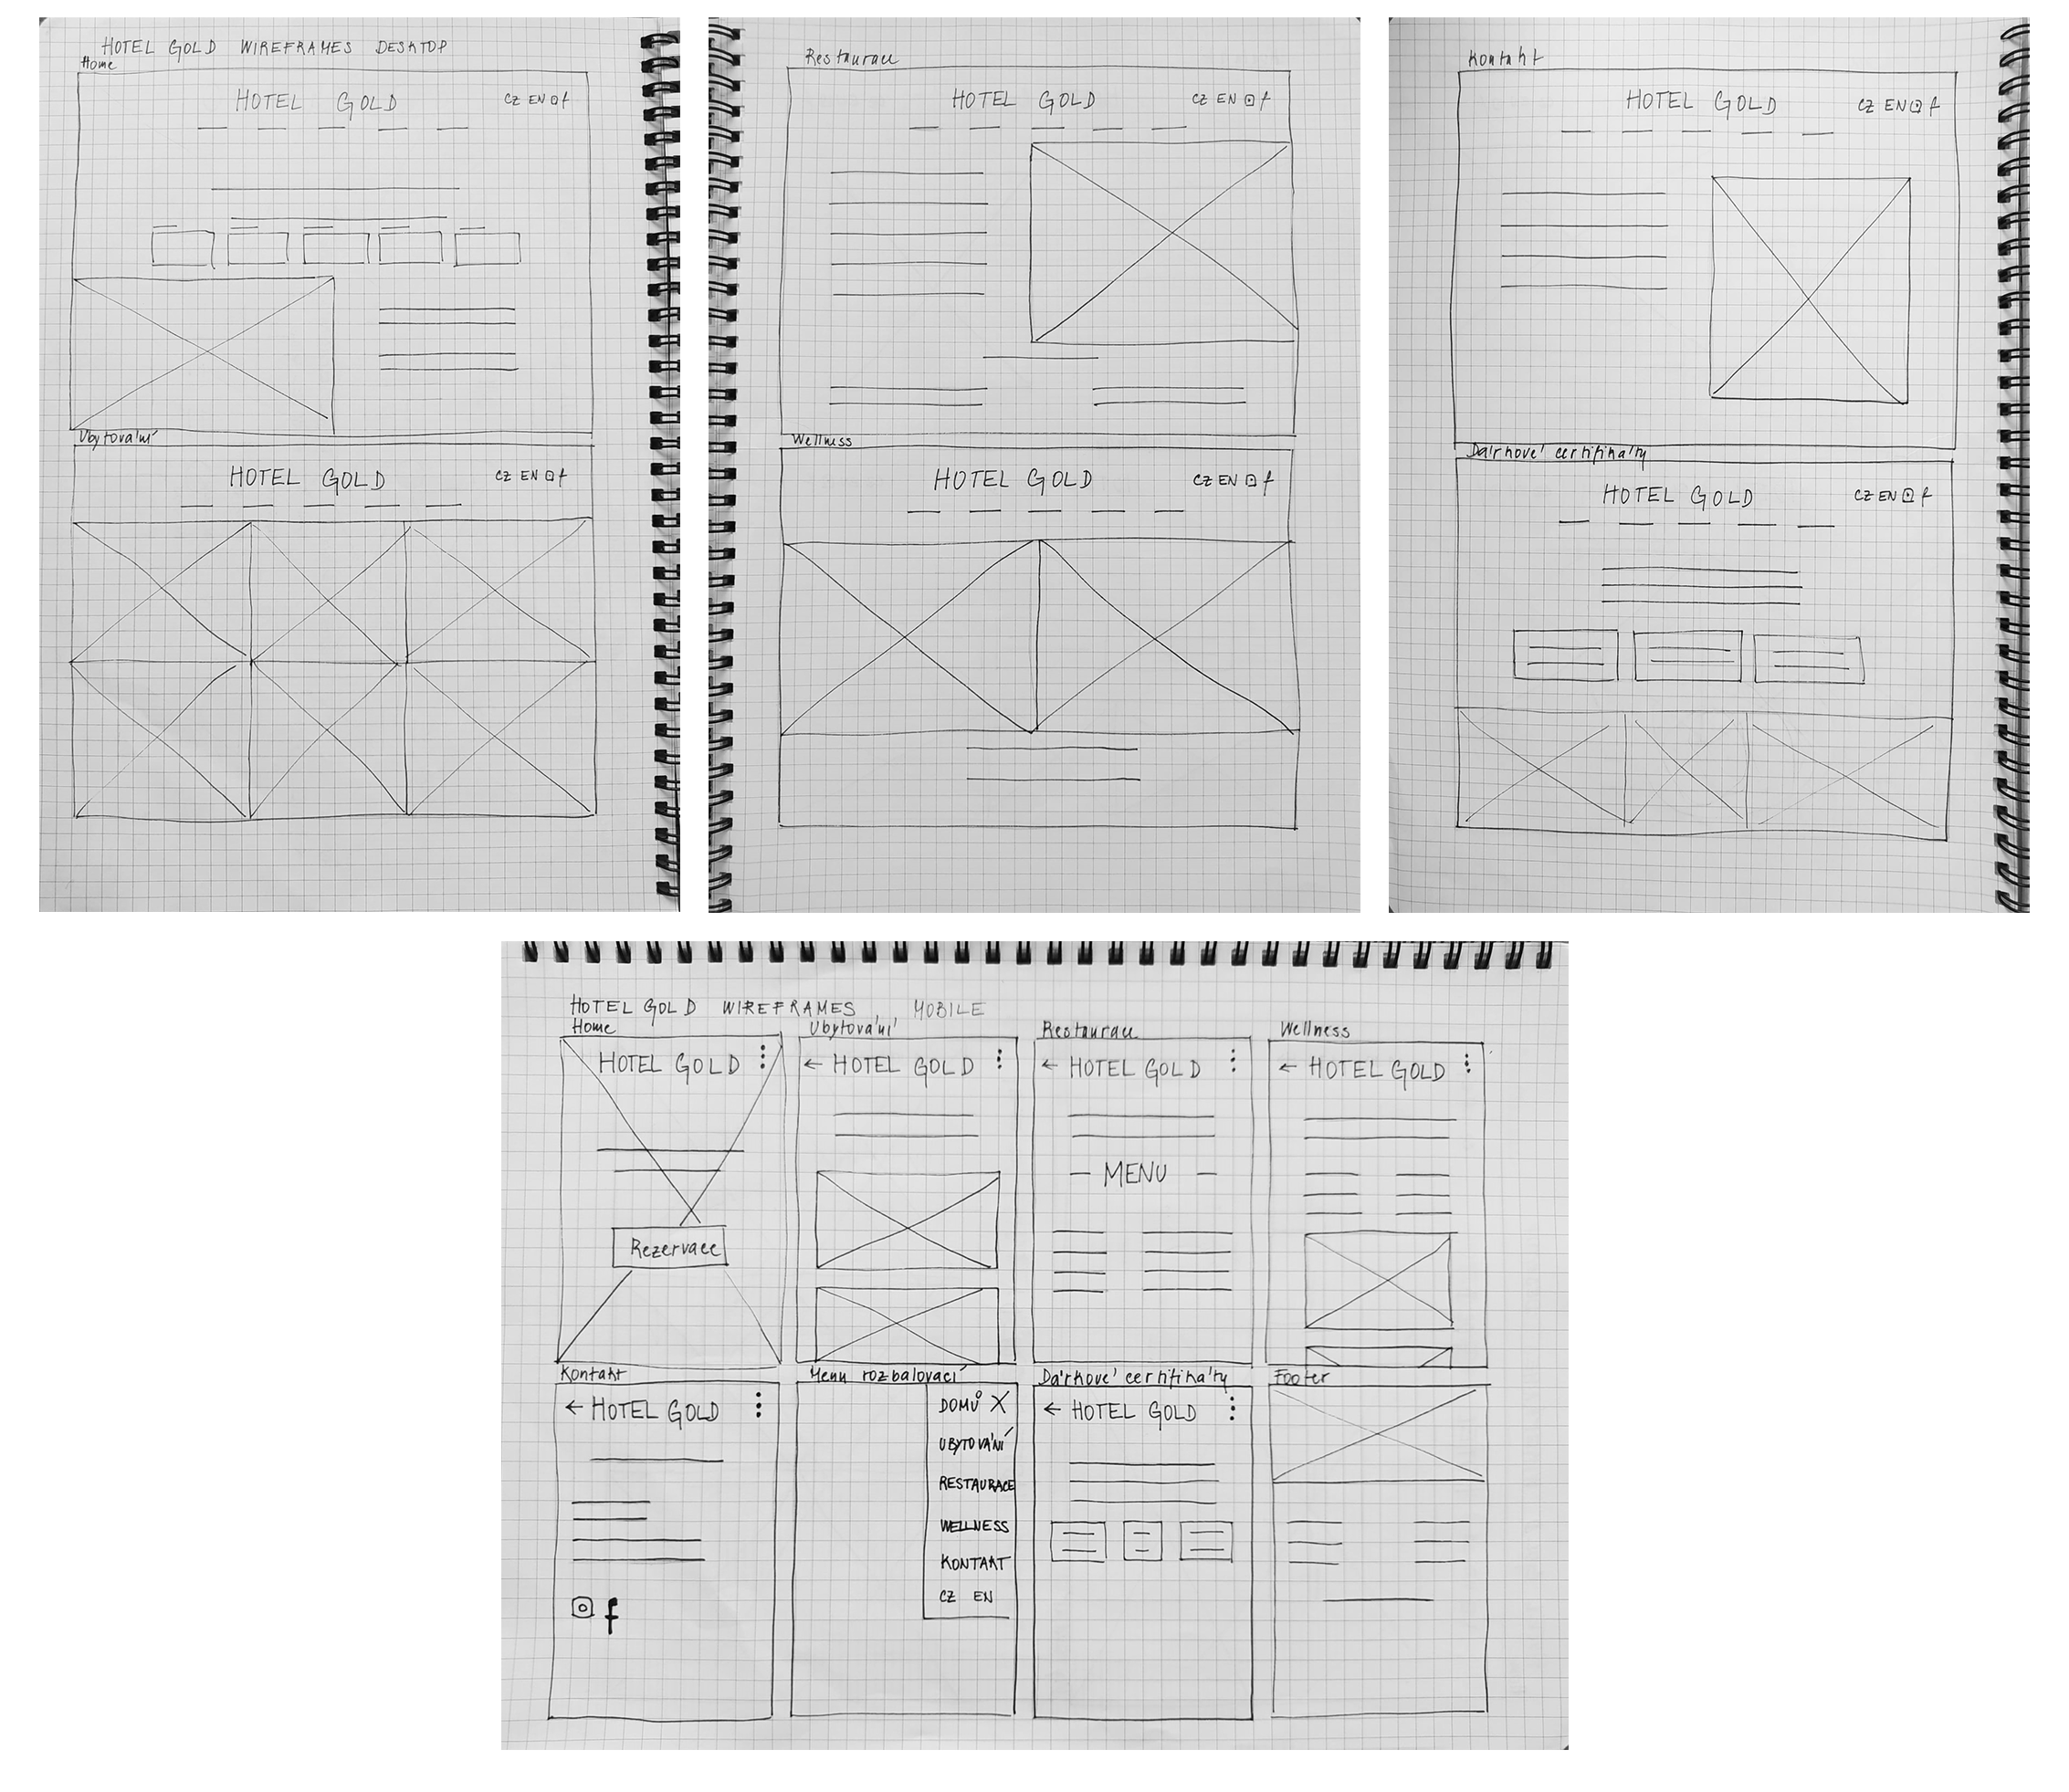 HOTEL GOLD WIREFRAMES DESKTOP
Home
HOTEL GOLD CZ EN f
Ubytování
HOTEL GOLD CZ EN f
Restaurace
HOTEL GOLD CZ EN f
Wellness
HOTEL GOLD CZ EN f
Kontakt
HOTEL GOLD CZ EN f
Dárkové certifikáty
HOTEL GOLD CZ EN f
HOTEL GOLD WIREFRAMES, MOBILE
Home
HOTEL GOLD
Rezervace
Ubytování
← HOTEL GOLD
Restaurace
← HOTEL GOLD
— MENU —
Wellness
← HOTEL GOLD
Kontakt
← HOTEL GOLD
f
Menu rozbalovací
DOMŮ X
UBYTOVÁNÍ
RESTAURACE
WELLNESS
KONTAKT
CZ EN
Dárkové certifikáty
← HOTEL GOLD
Footer